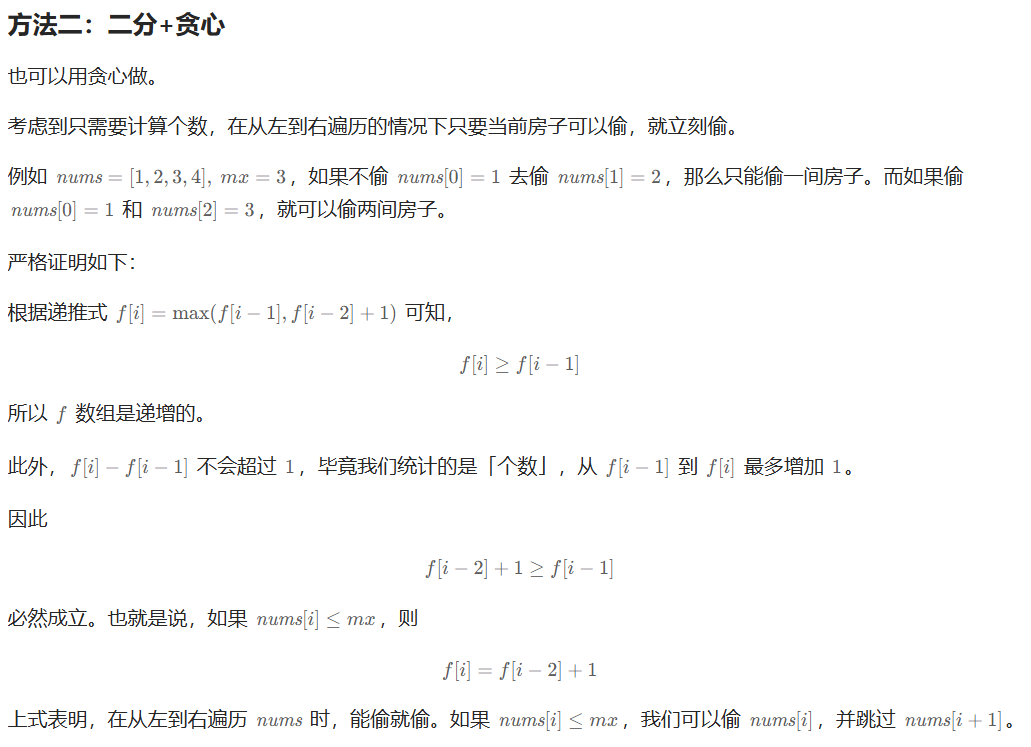 方法二：二分+贪心
也可以用贪心做。
考虑到只需要计算个数，在从左到右遍历的情况下只要当前房子可以偷，就立刻偷。
例如 nums = [1, 2, 3, 4], mx = 3，如果不偷 nums[0] = 1 去偷 nums[1] = 2，那么只能偷一间房子。而如果偷
nums[0] = 1 和 nums[2] = 3，就可以偷两间房子。
严格证明如下：
根据递推式 f[i] = max(f[i − 1], f[i − 2] + 1) 可知，
f[i] ≥ f[i − 1]
所以 f 数组是递增的。
此外，f[i] − f[i − 1] 不会超过 1，毕竟我们统计的是「个数」，从 f[i − 1] 到 f[i] 最多增加 1。
因此
f[i − 2] + 1 ≥ f[i − 1]
必然成立。也就是说，如果 nums[i] ≤ mx，则
f[i] = f[i − 2] + 1
上式表明，在从左到右遍历 nums 时，能偷就偷。如果 nums[i] ≤ mx，我们可以偷 nums[i]，并跳过 nums[i + 1]。